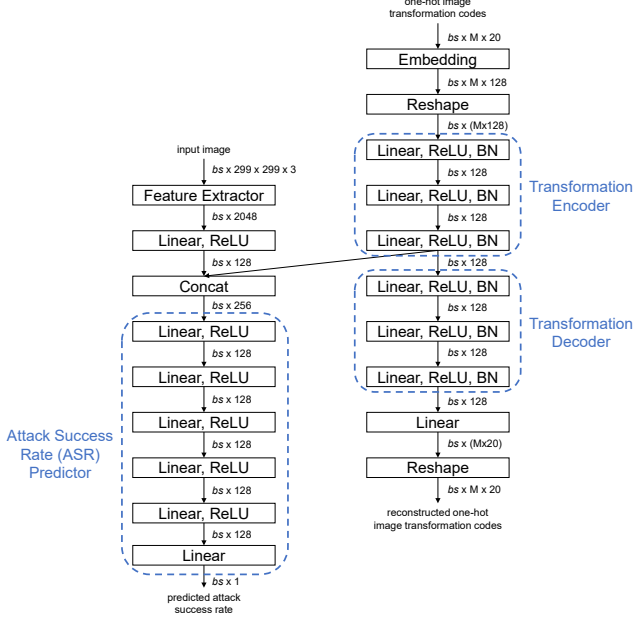 one-hot image
transformation codes
bs x M x 20
Embedding
bs x M x 128
Reshape
bs x (Mx128)
Linear, ReLU, BN
bs x 128
Linear, ReLU, BN
bs x 128
Linear, ReLU, BN
bs x 128
Transformation
Encoder
Linear, ReLU, BN
bs x 128
Linear, ReLU, BN
bs x 128
Linear, ReLU, BN
bs x 128
Transformation
Decoder
Linear
bs x (Mx20)
Reshape
bs x M x 20
reconstructed one-hot
image transformation codes
input image
bs x 299 x 299 x 3
Feature Extractor
bs x 2048
Linear, ReLU
bs x 128
Concat
bs x 256
Linear, ReLU
bs x 128
Linear, ReLU
bs x 128
Linear, ReLU
bs x 128
Linear, ReLU
bs x 128
Linear, ReLU
bs x 128
Linear
bs x 1
predicted attack
success rate
Attack Success
Rate (ASR)
Predictor